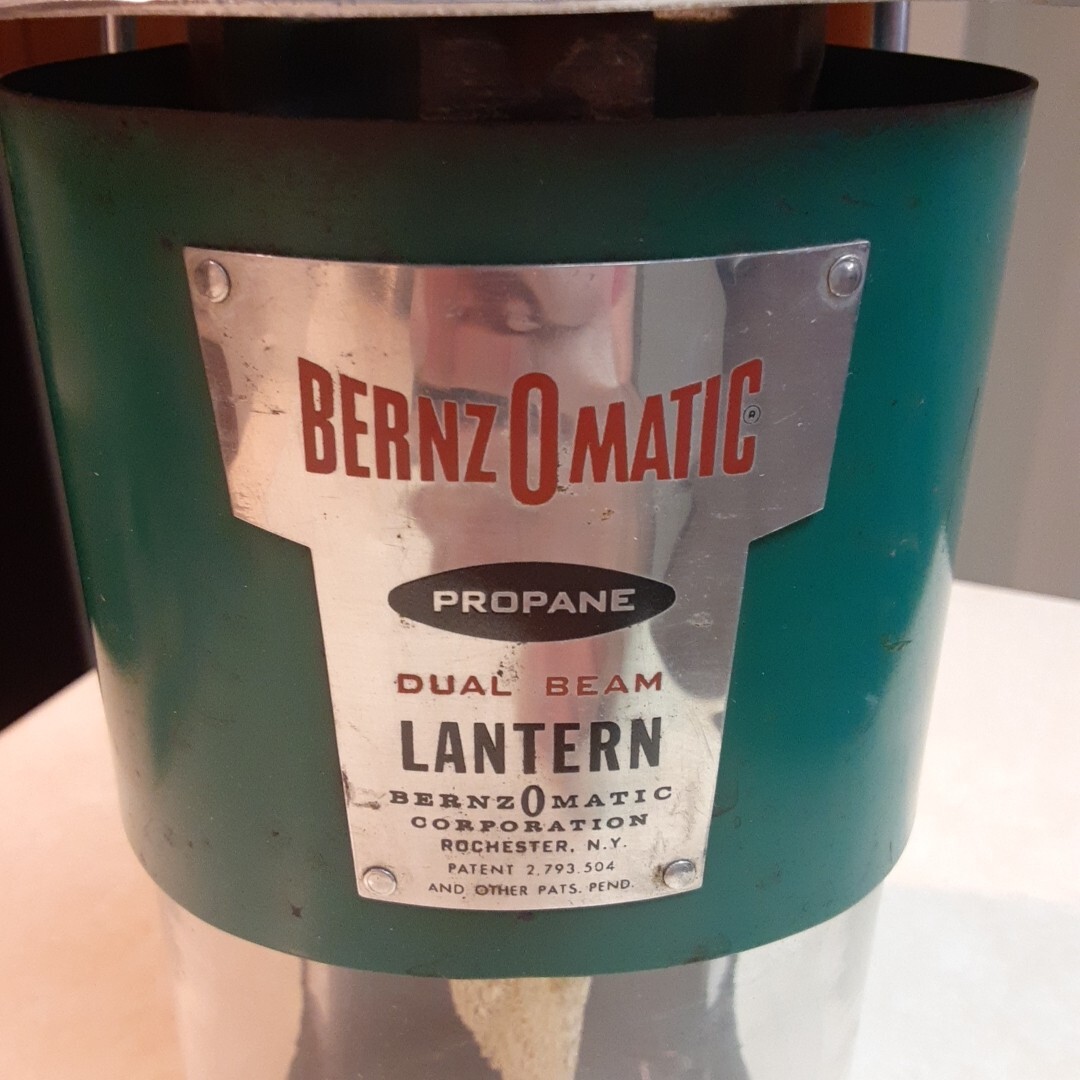 BERNZOMATIC ®
PROPANE
DUAL BEAM
LANTERN
BERNZOMATIC
CORPORATION
ROCHESTER, N.Y.
PATENT 2,793,504
AND OTHER PATS. PEND.